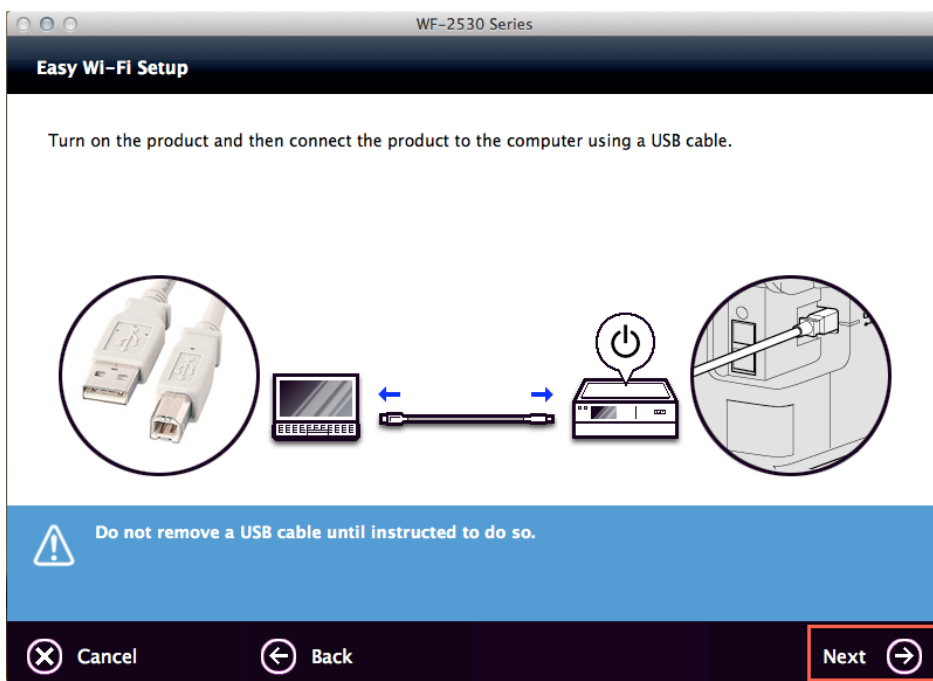 WF-2530 Series
Easy Wi-Fi Setup
Turn on the product and then connect the product to the computer using a USB cable.
Do not remove a USB cable until instructed to do so.
Cancel
Back
Next